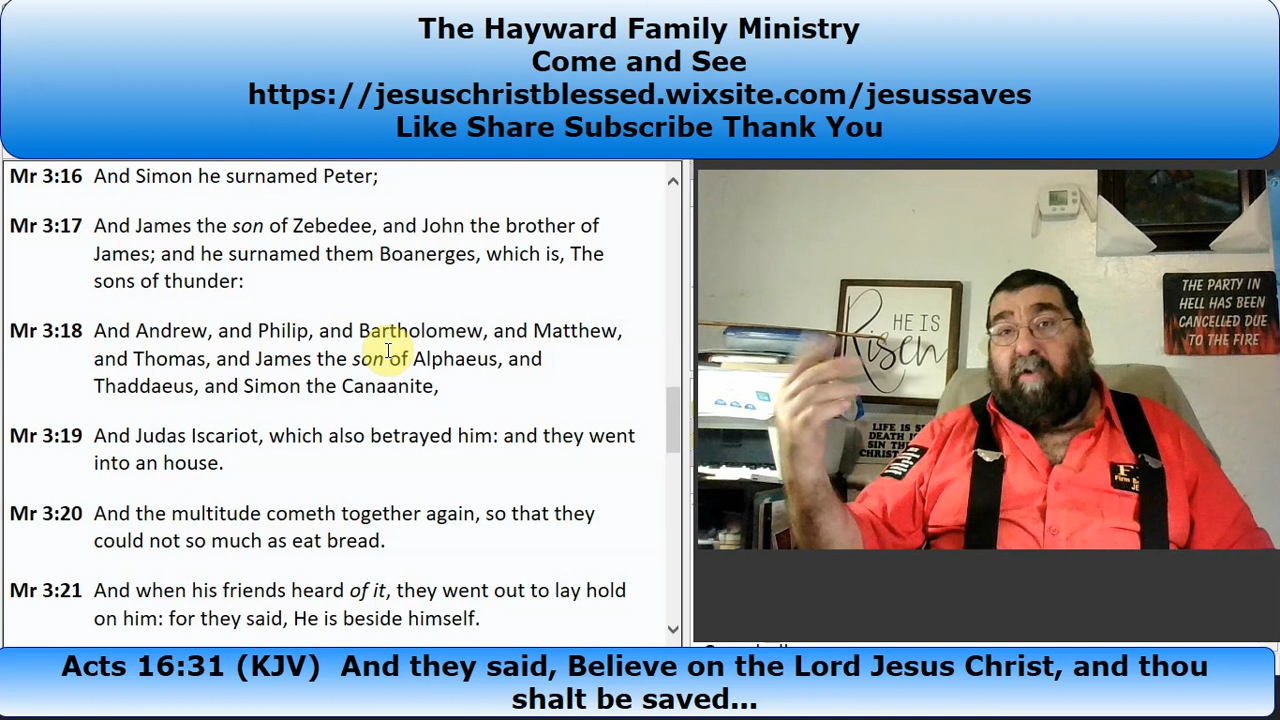 The Hayward Family Ministry
Come and See
https://jesuschristblessed.wixsite.com/jesussaves
Like Share Subscribe Thank You
Mr 3:16 And Simon he surnamed Peter;
Mr 3:17 And James the son of Zebedee, and John the brother of
James; and he surnamed them Boanerges, which is, The
sons of thunder:
Mr 3:18 And Andrew, and Philip, and Bartholomew, and Matthew,
and Thomas, and James the son of Alphaeus, and
Thaddaeus, and Simon the Canaanite,
Mr 3:19 And Judas Iscariot, which also betrayed him: and they went
into an house.
Mr 3:20 And the multitude cometh together again, so that they
could not so much as eat bread.
Mr 3:21 And when his friends heard of it, they went out to lay hold
on him: for they said, He is beside himself.
HE IS
Risen
THE PARTY IN
HELL HAS BEEN
CANCELLED DUE
TO THE FIRE
LIFE IS
DEATH IS
SIN TH
CHRIST
Acts 16:31 (KJV) And they said, Believe on the Lord Jesus Christ, and thou
shalt be saved...